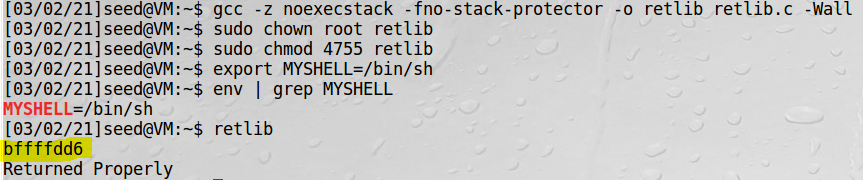 [03/02/21]seed@VM:~$ gcc -z noexecstack -fno-stack-protector -o retlib retlib.c -Wall
[03/02/21]seed@VM:~$ sudo chown root retlib
[03/02/21]seed@VM:~$ sudo chmod 4755 retlib
[03/02/21]seed@VM:~$ export MYSHELL=/bin/sh
[03/02/21]seed@VM:~$ env | grep MYSHELL
MYSHELL=/bin/sh
[03/02/21]seed@VM:~$ retlib
bffffdd6
Returned Properly